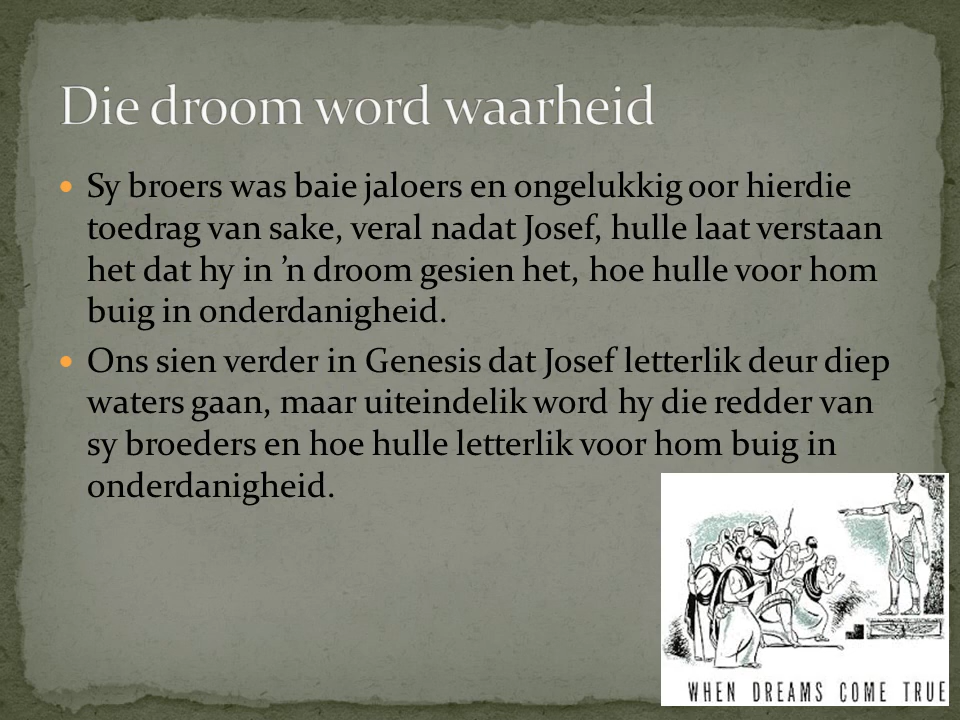 Die droom word waarheid
• Sy broers was baie jaloers en ongelukkig oor hierdie
toedrag van sake, veral nadat Josef, hulle laat verstaan
het dat hy in ’n droom gesien het, hoe hulle voor hom
buig in onderdanigheid.
• Ons sien verder in Genesis dat Josef letterlik deur diep
waters gaan, maar uiteindelik word hy die redder van
sy broeders en hoe hulle letterlik voor hom buig in
onderdanigheid.
WHEN DREAMS COME TRUE